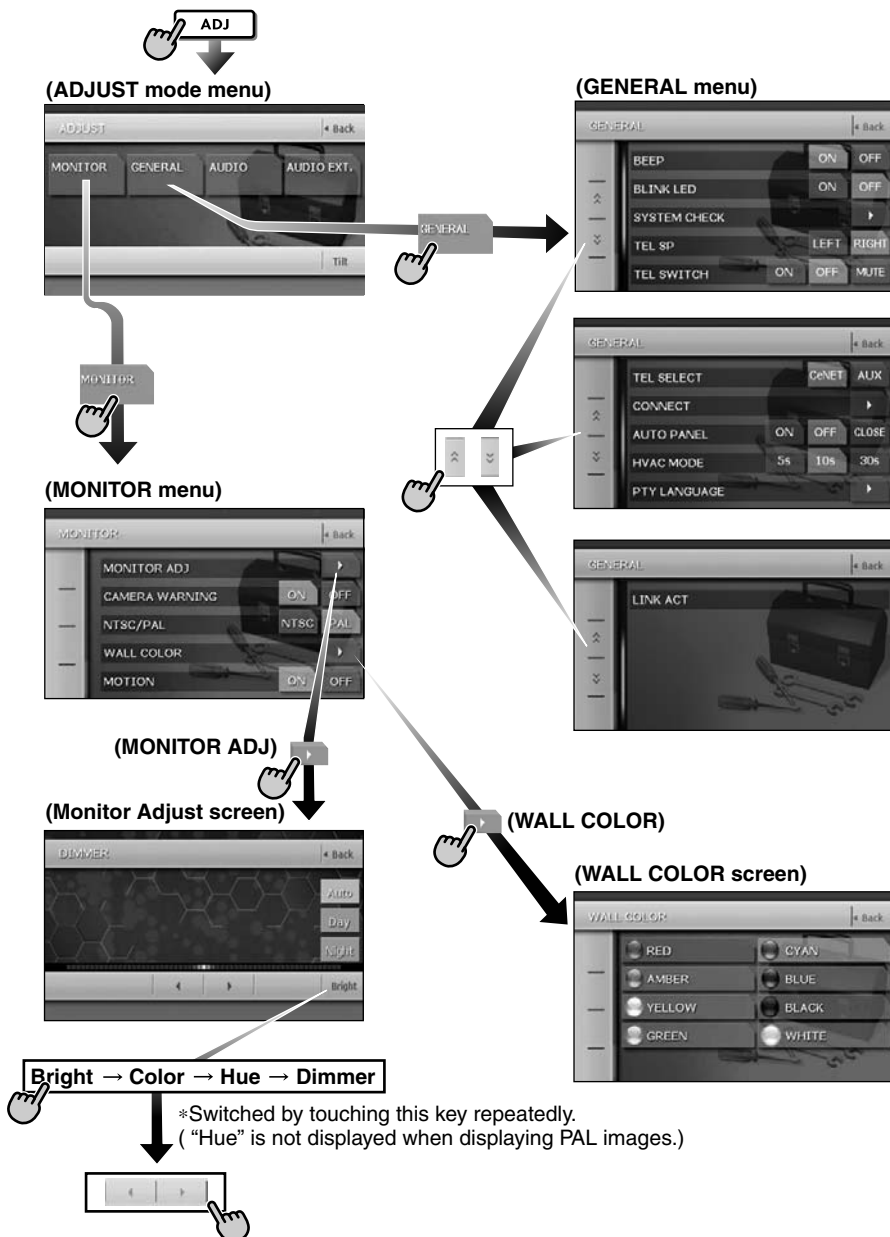 ADJ
(ADJUST mode menu)
ADJUST
Back
MONITOR GENERAL AUDIO AUDIO EXT.
Tilt
GENERAL
MONITOR
(GENERAL menu)
GENERAL
Back
BEEP ON OFF
BLINK LED ON OFF
SYSTEM CHECK
TEL SP LEFT RIGHT
TEL SWITCH ON OFF MUTE
GENERAL
Back
TEL SELECT CeNET AUX
CONNECT
AUTO PANEL ON OFF CLOSE
HVAC MODE 5s 10s 30s
PTY LANGUAGE
GENERAL
Back
LINK ACT
(MONITOR menu)
MONITOR
Back
MONITOR ADJ
CAMERA WARNING ON OFF
NTSC/PAL NTSC PAL
WALL COLOR
MOTION ON OFF
(MONITOR ADJ)
(Monitor Adjust screen)
DIMMER
Back
Auto
Day
Night
Bright
(WALL COLOR)
(WALL COLOR screen)
WALL COLOR
Back
RED CYAN
AMBER BLUE
YELLOW BLACK
GREEN WHITE
Bright → Color → Hue → Dimmer
*Switched by touching this key repeatedly.
( “Hue” is not displayed when displaying PAL images.)